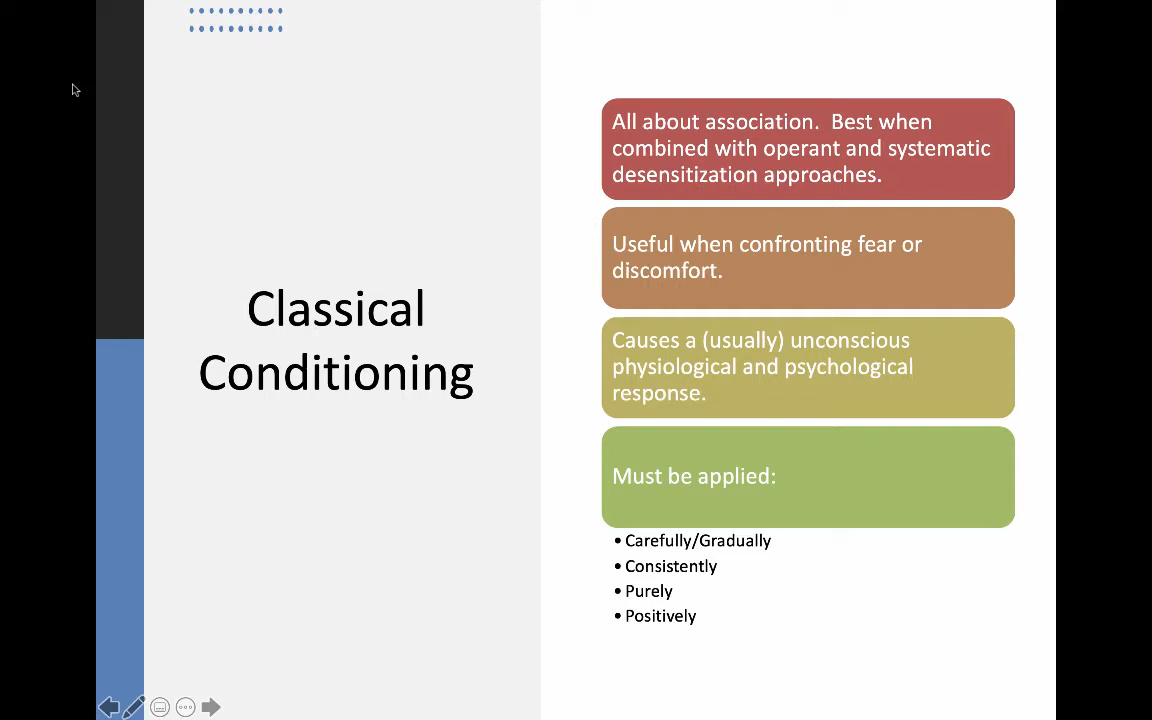 Classical
Conditioning
All about association.  Best when
combined with operant and systematic
desensitization approaches.
Useful when confronting fear or
discomfort.
Causes a (usually) unconscious
physiological and psychological
response.
Must be applied:
• Carefully/Gradually
• Consistently
• Purely
• Positively